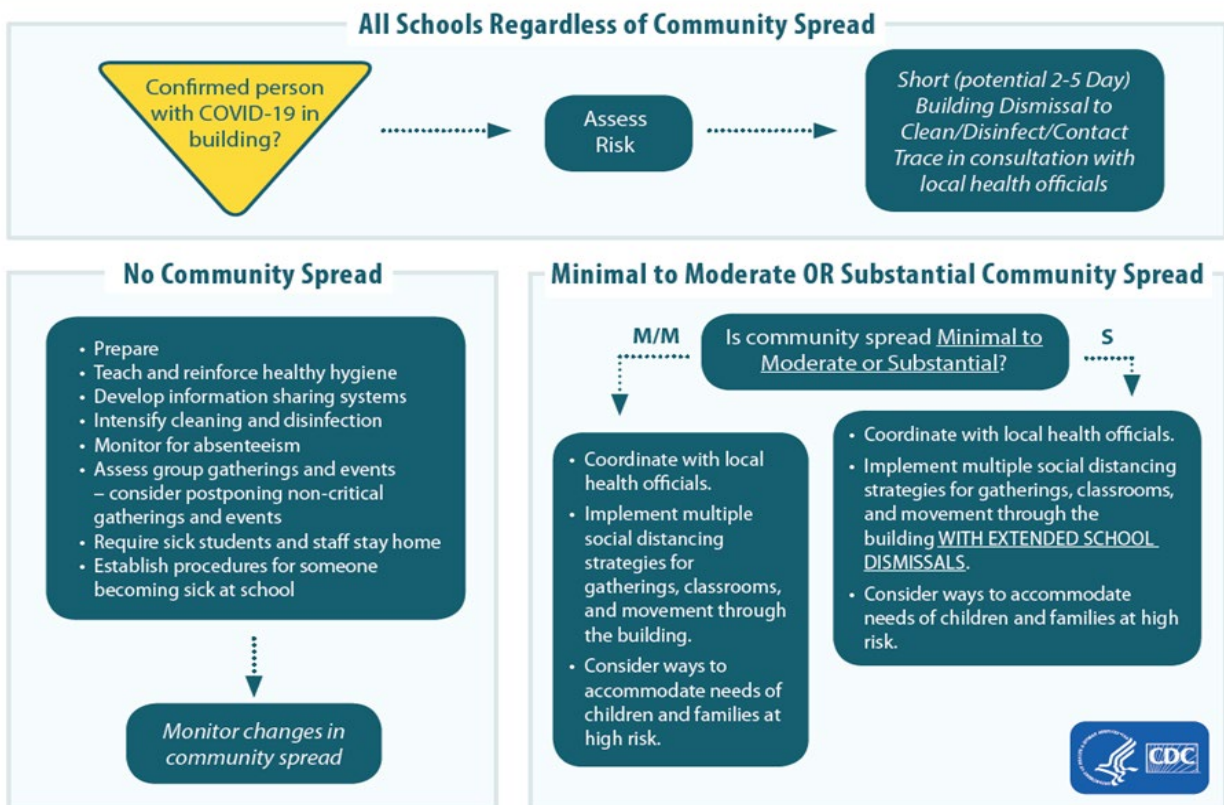 All Schools Regardless of Community Spread
Confirmed person
with COVID-19 in
building?
Assess
Risk
Short (potential 2-5 Day)
Building Dismissal to
Clean/Disinfect/Contact
Trace in consultation with
local health officials
No Community Spread
• Prepare
• Teach and reinforce healthy hygiene
• Develop information sharing systems
• Intensify cleaning and disinfection
• Monitor for absenteeism
• Assess group gatherings and events
– consider postponing non-critical
gatherings and events
• Require sick students and staff stay home
• Establish procedures for someone
becoming sick at school
Monitor changes in
community spread
Minimal to Moderate OR Substantial Community Spread
M/M
Is community spread Minimal to
Moderate or Substantial?
S
• Coordinate with local
health officials.
• Implement multiple
social distancing
strategies for
gatherings, classrooms,
and movement through
the building.
• Consider ways to
accommodate needs of
children and families at
high risk.
• Coordinate with local health officials.
• Implement multiple social distancing
strategies for gatherings, classrooms,
and movement through the
building WITH EXTENDED SCHOOL
DISMISSALS.
• Consider ways to accommodate
needs of children and families at high
risk.
CDC